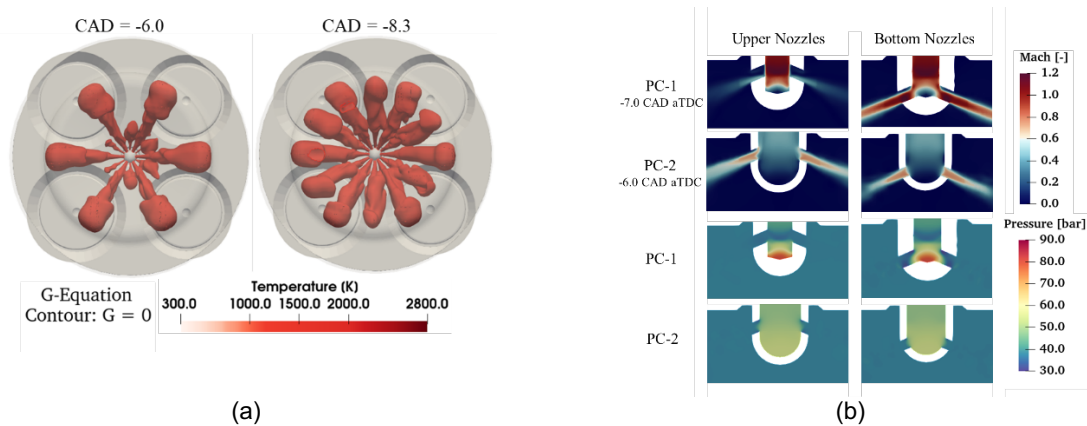 CAD = -6.0
CAD = -8.3
G-Equation
Contour: G = 0
Temperature [K]
300.0
1000.0
1500.0
2000.0
2800.0
(a)
Upper Nozzles
Bottom Nozzles
PC-1
-7.0 CAD aTDC
PC-2
-6.0 CAD aTDC
PC-1
PC-2
Mach [-]
1.2
1.0
0.8
0.6
0.4
0.2
0.0
Pressure [bar]
90.0
80.0
70.0
60.0
50.0
40.0
30.0
(b)